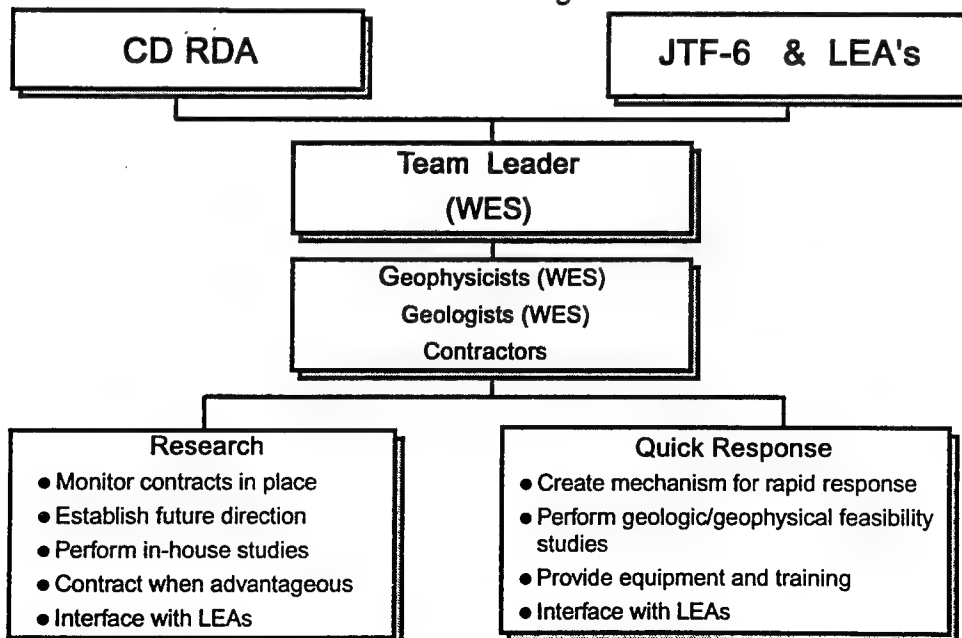 CD RDA
JTF-6 & LEA's
Team Leader
(WES)
Geophysicists (WES)
Geologists (WES)
Contractors
Research
● Monitor contracts in place
● Establish future direction
● Perform in-house studies
● Contract when advantageous
● Interface with LEAs
Quick Response
● Create mechanism for rapid response
● Perform geologic/geophysical feasibility
studies
● Provide equipment and training
● Interface with LEAs